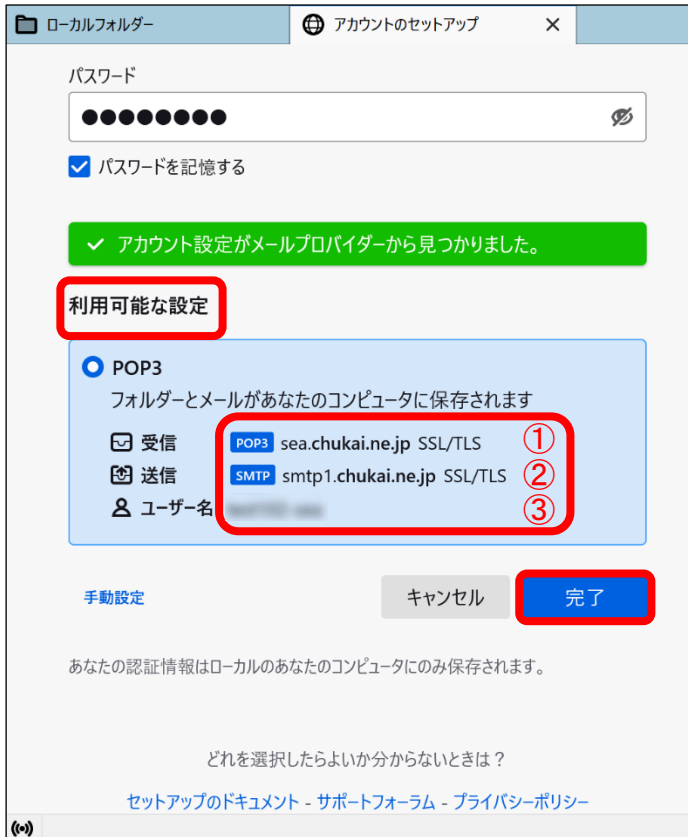 ローカルフォルダー
アカウントのセットアップ
パスワード
●●●●●●●●
パスワードを記憶する
アカウント設定がメールプロバイダーから見つかりました。
利用可能な設定
POP3
フォルダーとメールがあなたのコンピュータに保存されます
受信 POP3 sea.chukai.ne.jp SSL/TLS ①
送信 SMTP smtp1.chukai.ne.jp SSL/TLS ②
ユーザー名 ③
手動設定 キャンセル 完了
あなたの認証情報はローカルのあなたのコンピュータにのみ保存されます。
どれを選択したらよいか分からないときは？
セットアップのドキュメント - サポートフォーラム - プライバシーポリシー